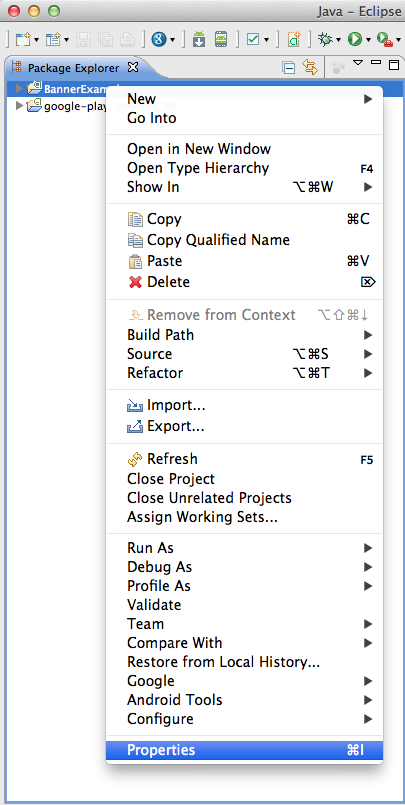 Java – Eclipse
Package Explorer
BannerExam
New
Go Into
google-play
Open in New Window
Open Type Hierarchy F4
Show In ⌥⌘W
Copy ⌘C
Copy Qualified Name
Paste ⌘V
Delete ⌦
Remove from Context ⌥⇧⌘↓
Build Path
Source ⌥⌘S
Refactor ⌥⌘T
Import...
Export...
Refresh F5
Close Project
Close Unrelated Projects
Assign Working Sets...
Run As
Debug As
Profile As
Validate
Team
Compare With
Restore from Local History...
Google
Android Tools
Configure
Properties ⌘I